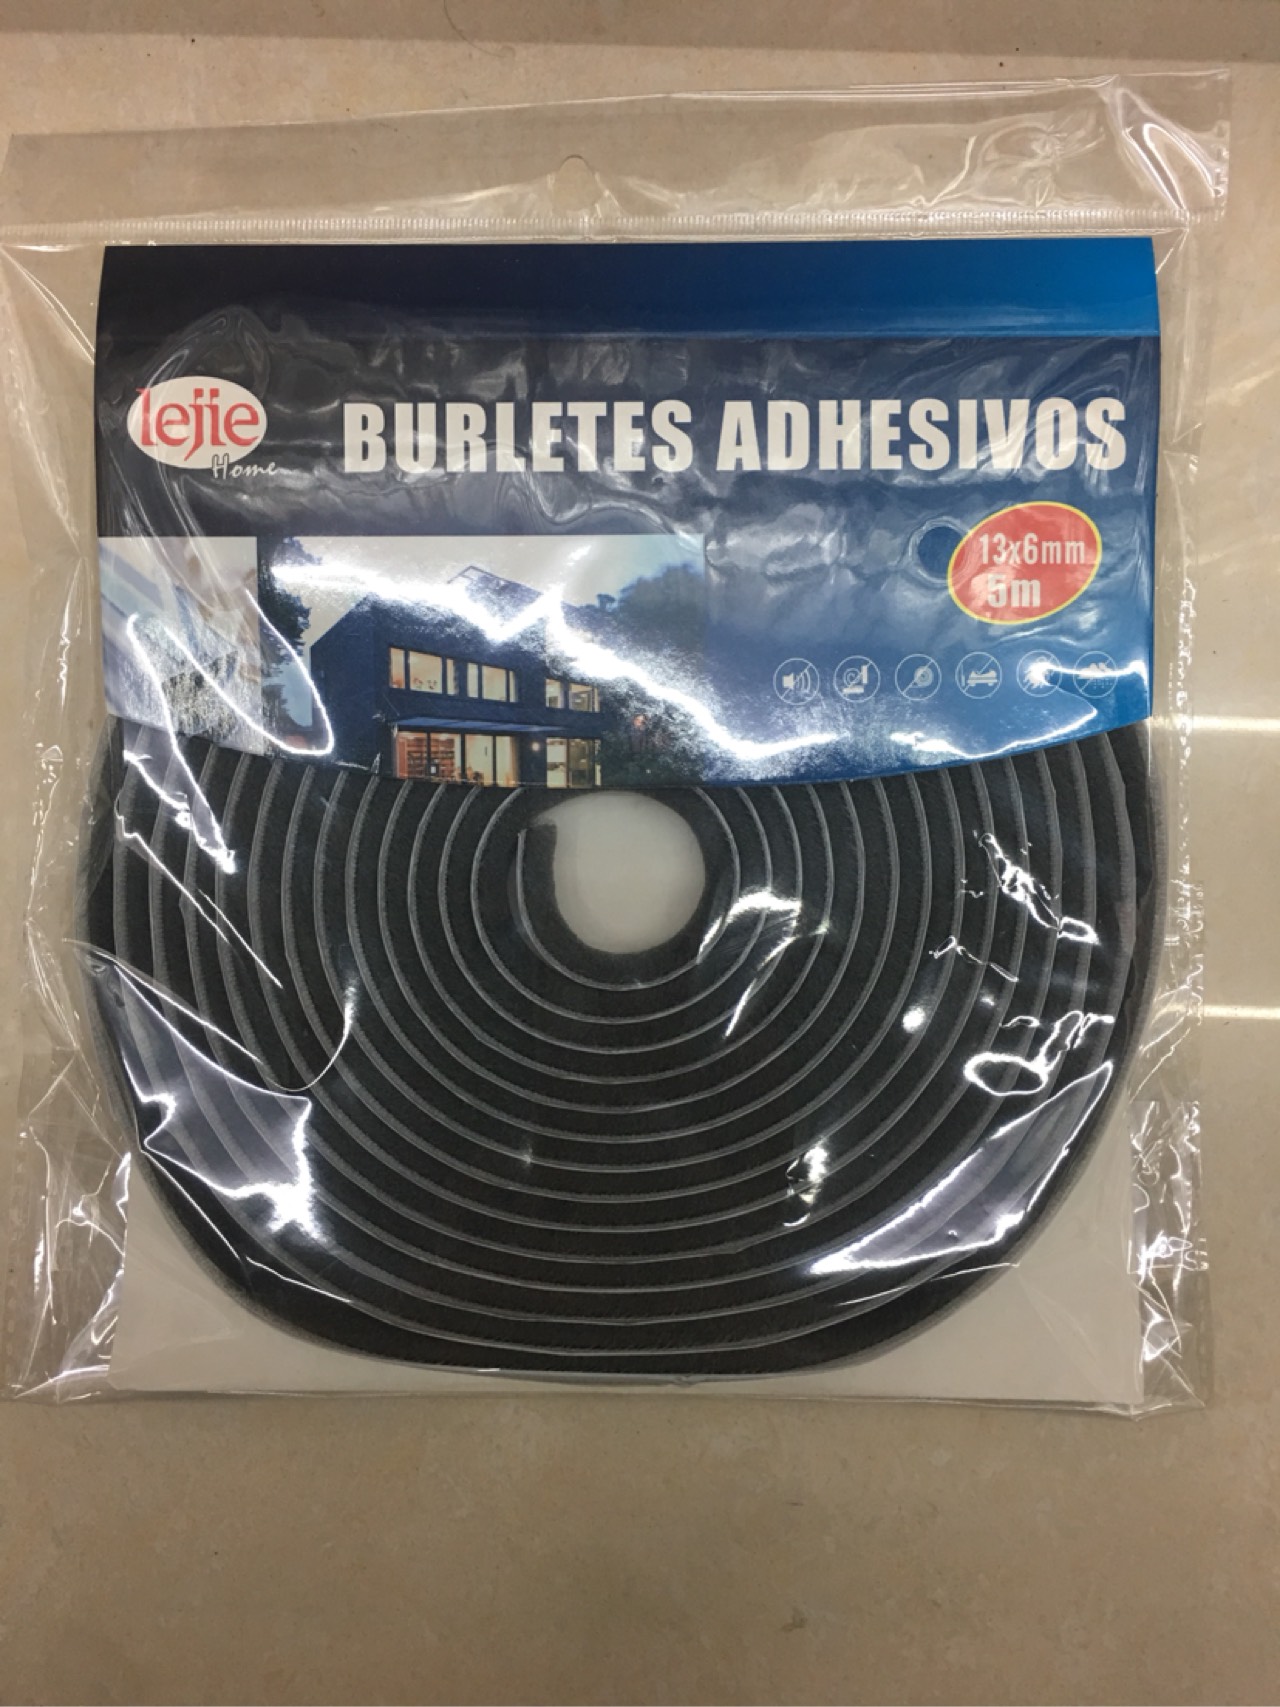 lejie
Home
BURLETES ADHESIVOS
13x6mm
5m